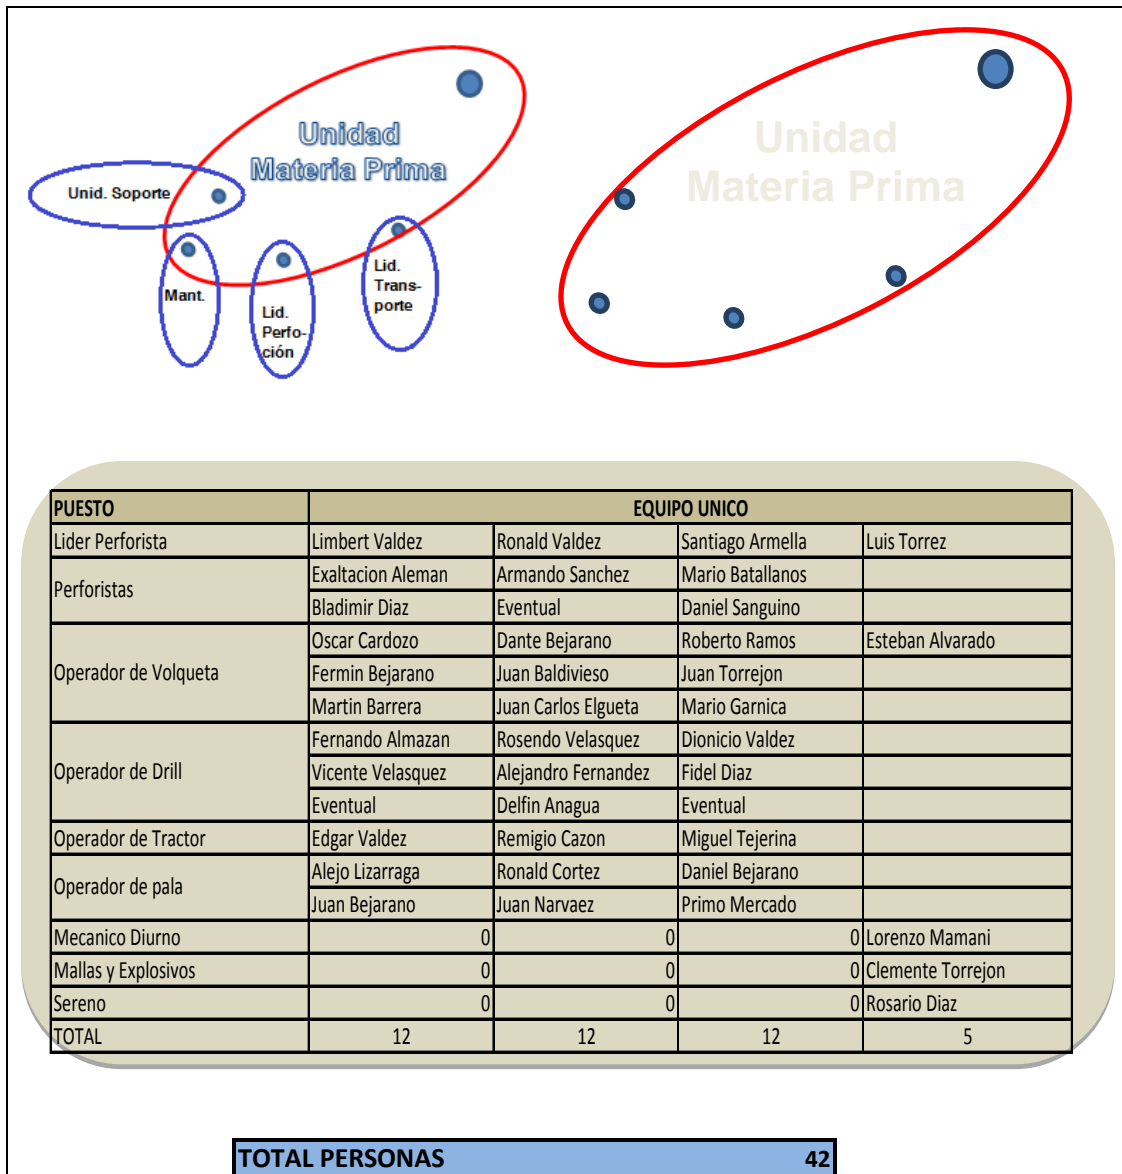 Unidad
Materia Prima
Unid. Soporte
Mant.
Lid.
Perfo-
ción
Lid.
Trans-
porte
Unidad
Materia Prima
PUESTO EQUIPO UNICO
Lider Perforista Limbert Valdez Ronald Valdez Santiago Armella Luis Torrez
Perforistas Exaltacion Aleman Armando Sanchez Mario Batallanos
Bladimir Diaz Eventual Daniel Sanguino
Operador de Volqueta Oscar Cardozo Dante Bejarano Roberto Ramos Esteban Alvarado
Fermin Bejarano Juan Baldivieso Juan Torrejon
Martin Barrera Juan Carlos Elgueta Mario Garnica
Operador de Drill Fernando Almazan Rosendo Velasquez Dionicio Valdez
Vicente Velasquez Alejandro Fernandez Fidel Diaz
Eventual Delfin Anagua Eventual
Operador de Tractor Edgar Valdez Remigio Cazon Miguel Tejerina
Operador de pala Alejo Lizarraga Ronald Cortez Daniel Bejarano
Juan Bejarano Juan Narvaez Primo Mercado
Mecanico Diurno 0 0 0 Lorenzo Mamani
Mallas y Explosivos 0 0 0 Clemente Torrejon
Sereno 0 0 0 Rosario Diaz
TOTAL 12 12 12 5
TOTAL PERSONAS 42